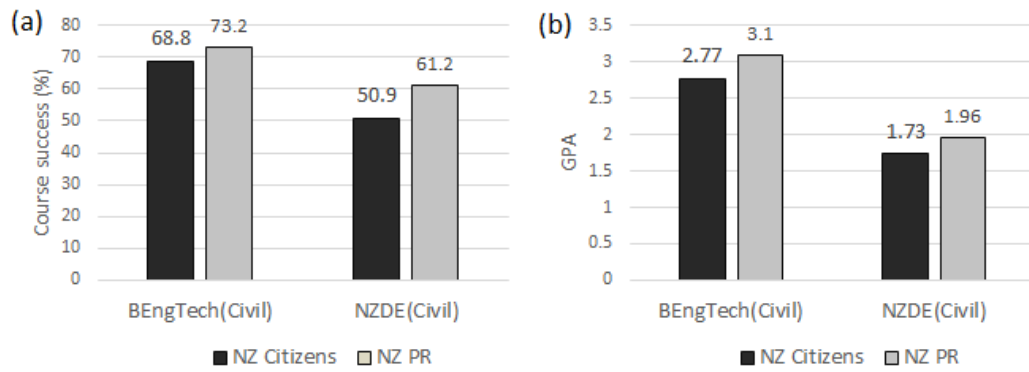 (a)
Course success (%)
80
70
60
50
40
30
20
10
0
68.8
73.2
50.9
61.2
BEngTech(Civil)
NZDE(Civil)
NZ Citizens
NZ PR
(b)
GPA
3.5
3
2.5
2
1.5
1
0.5
0
2.77
3.1
1.73
1.96
BEngTech(Civil)
NZDE(Civil)
NZ Citizens
NZ PR